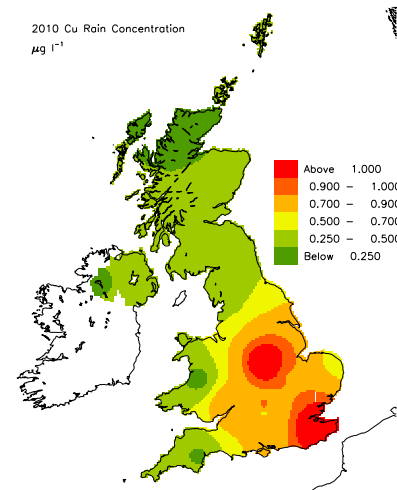 2010 Cu Rain Concentration
µg l⁻¹
Above 1.000
0.900 – 1.000
0.700 – 0.900
0.500 – 0.700
0.250 – 0.500
Below 0.250